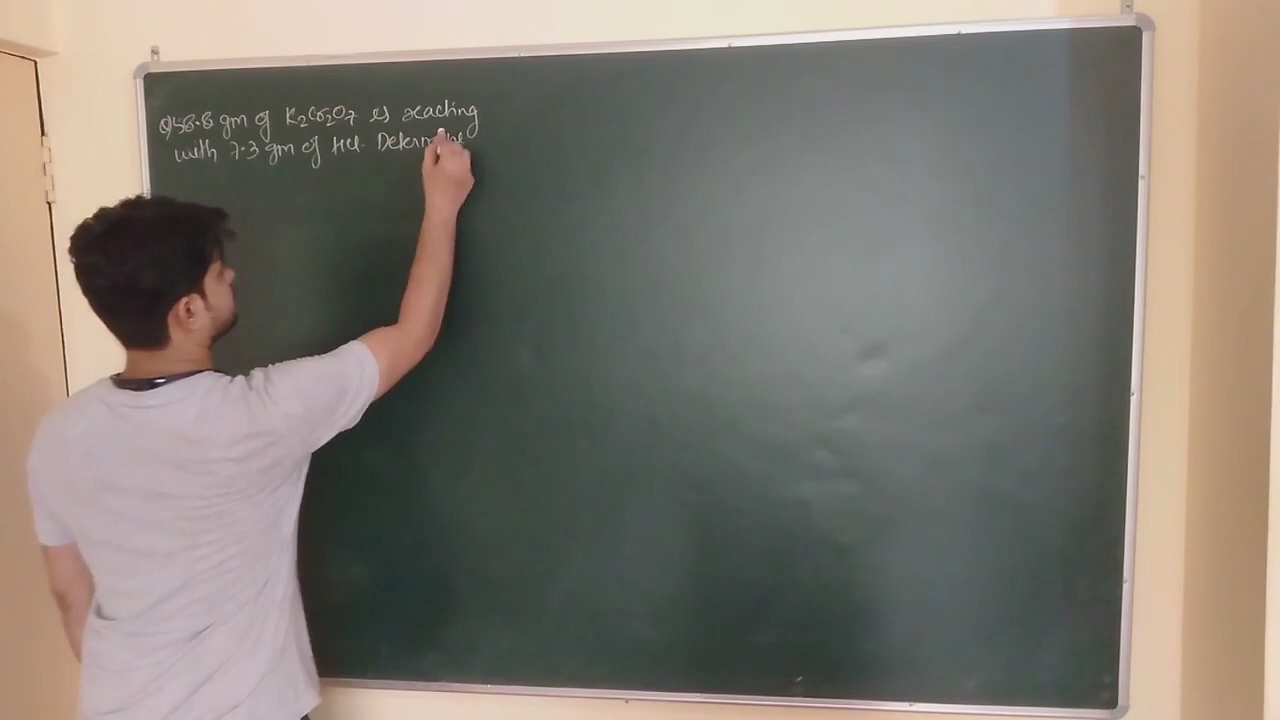 Q) 58.8 gm of K2Cr2O7 is reacting
with 7.3 gm of HCl. Determine